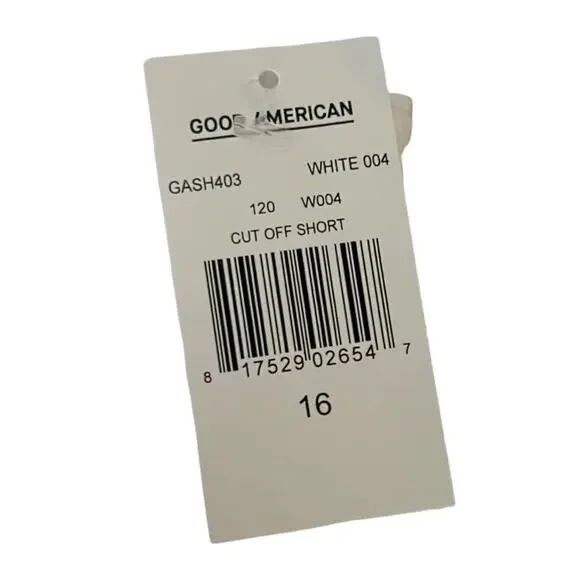 GOOD AMERICAN
GASH403 WHITE 004
120 W004
CUT OFF SHORT
8 17529 02654 7
16